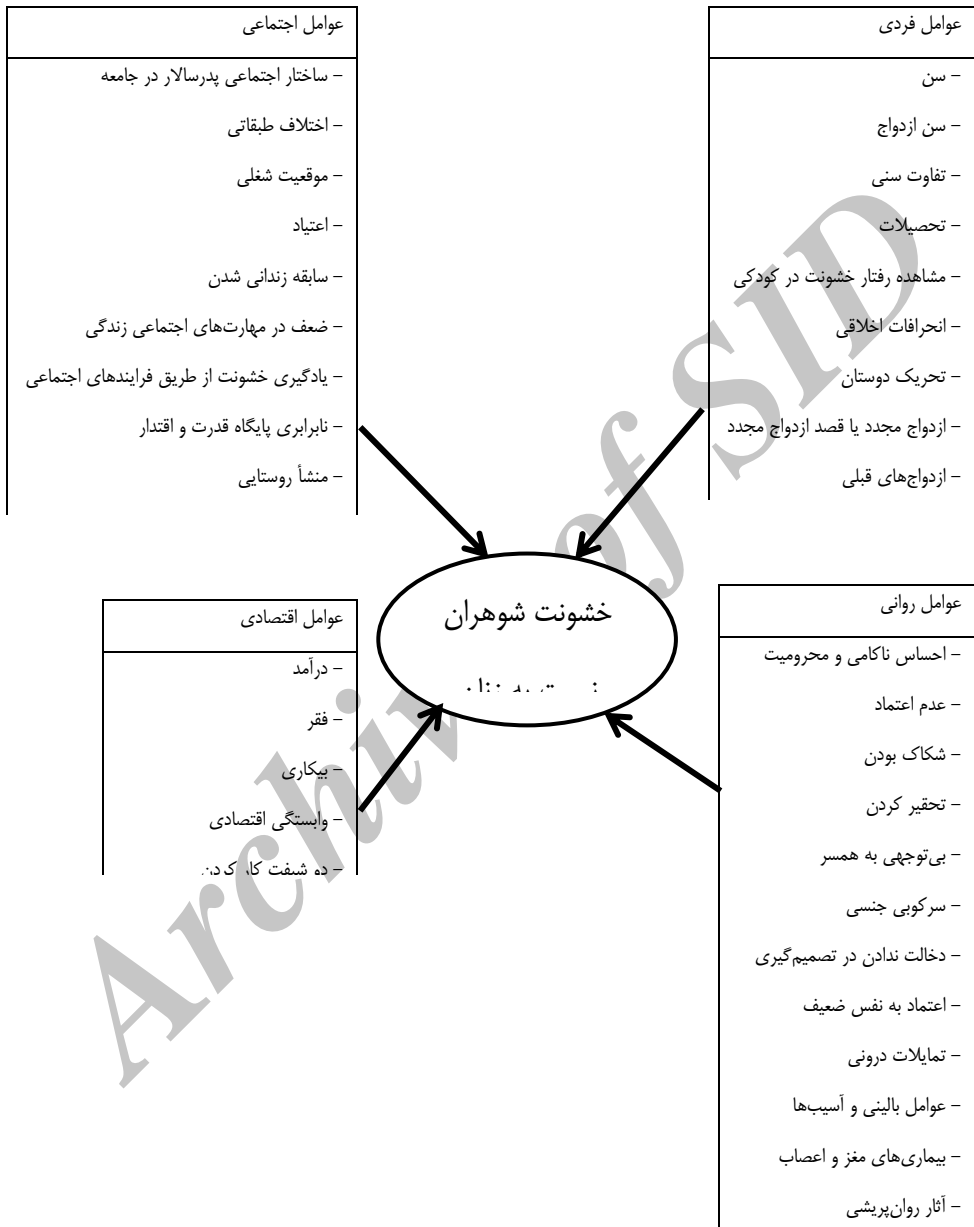 عوامل فردی
- سن
- سن ازدواج
- تفاوت سنی
- تحصیلات
- مشاهده رفتار خشونت در کودکی
- انحرافات اخلاقی
- تحریک دوستان
- ازدواج مجدد یا قصد ازدواج مجدد
- ازدواج‌های قبلی
عوامل اجتماعی
- ساختار اجتماعی پدرسالار در جامعه
- اختلاف طبقاتی
- موقعیت شغلی
- اعتیاد
- سابقه زندانی شدن
- ضعف در مهارت‌های اجتماعی زندگی
- یادگیری خشونت از طریق فرایندهای اجتماعی
- نابرابری پایگاه قدرت و اقتدار
- منشأ روستایی
خشونت شوهران
عوامل روانی
- احساس ناکامی و محرومیت
- عدم اعتماد
- شکاک بودن
- تحقیر کردن
- بی‌توجهی به همسر
- سرکوبی جنسی
- دخالت ندادن در تصمیم‌گیری
- اعتماد به نفس ضعیف
- تمایلات درونی
- عوامل بالینی و آسیب‌ها
- بیماری‌های مغز و اعصاب
- آثار روان‌پریشی
عوامل اقتصادی
- درآمد
- فقر
- بیکاری
- وابستگی اقتصادی
- دو شیفت کار کردن
Archive of SID